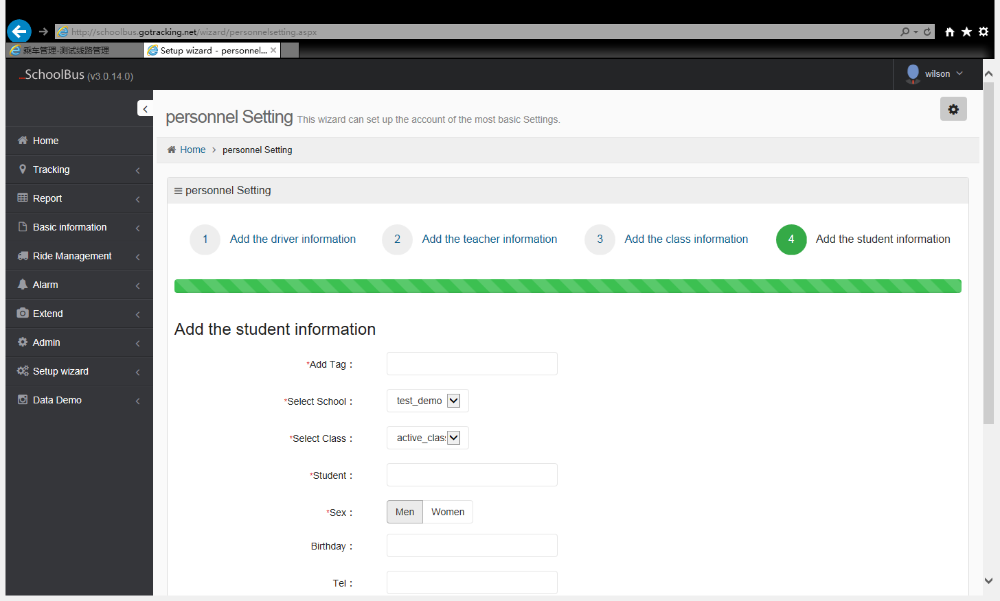 http://schoolbus.gotracking.net/wizard/personnelsetting.aspx
乘车管理-测试线路管理
Setup wizard - personnel...
...SchoolBus (v3.0.14.0)
wilson
personnel Setting This wizard can set up the account of the most basic Settings.
Home > personnel Setting
Home
Tracking
Report
Basic information
Ride Management
Alarm
Extend
Admin
Setup wizard
Data Demo
personnel Setting
1 Add the driver information
2 Add the teacher information
3 Add the class information
4 Add the student information
Add the student information
*Add Tag：
*Select School： test_demo
*Select Class： active_clas
*Student：
*Sex： Men Women
Birthday：
Tel：